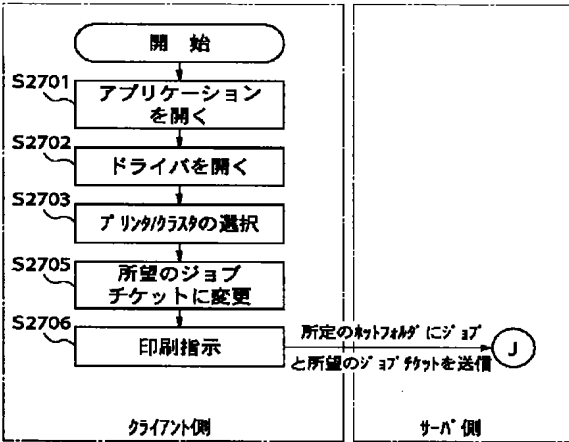 開 始
S2701
アプリケーション
を開く
S2702
ドライバを開く
S2703
プリンタ/クラスタの選択
S2705
所望のジョブ
チケットに変更
S2706
印刷指示
所定のホットフォルダにジョブ
と所望のジョブチケットを送信
J
クライアント側
サーバ側